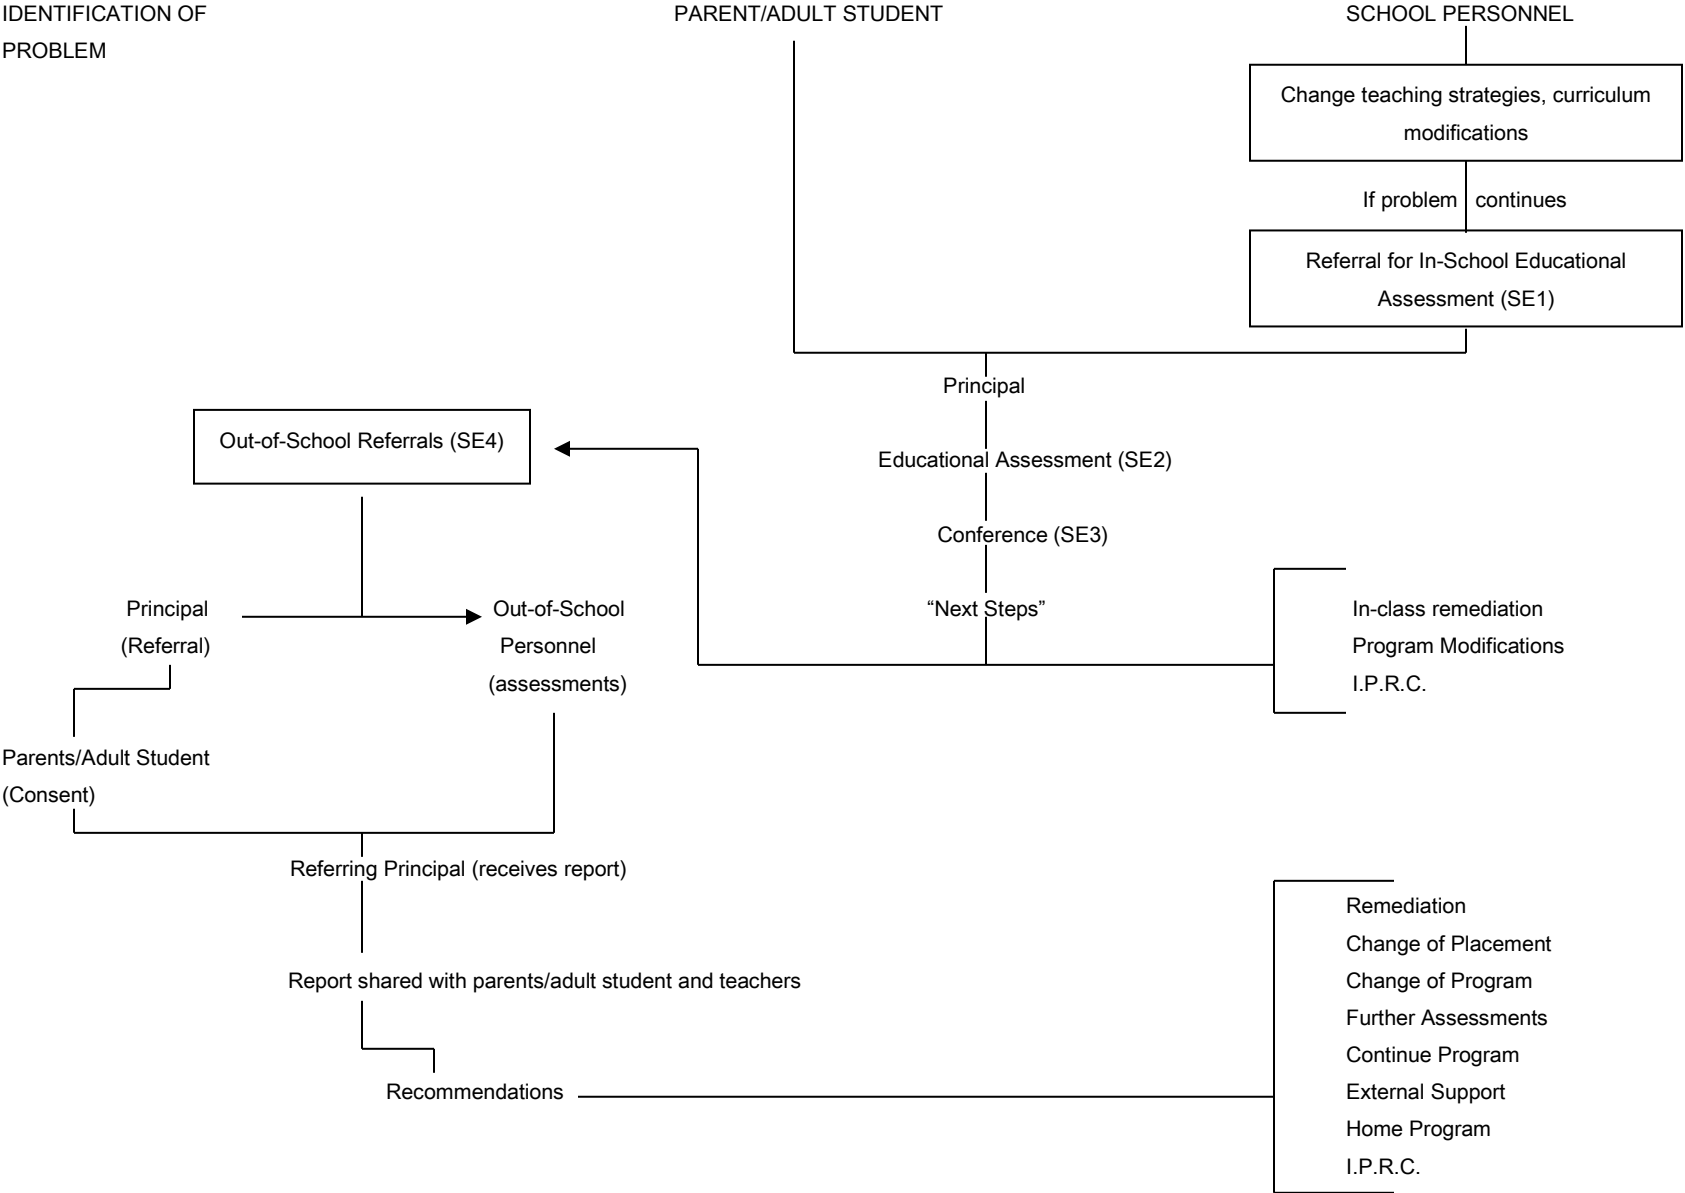 IDENTIFICATION OF
PROBLEM
PARENT/ADULT STUDENT
SCHOOL PERSONNEL
Change teaching strategies, curriculum
modifications
If problem continues
Referral for In-School Educational
Assessment (SE1)
Principal
Out-of-School Referrals (SE4)
Educational Assessment (SE2)
Conference (SE3)
“Next Steps”
In-class remediation
Program Modifications
I.P.R.C.
Principal
(Referral)
Out-of-School
Personnel
(assessments)
Parents/Adult Student
(Consent)
Referring Principal (receives report)
Report shared with parents/adult student and teachers
Recommendations
Remediation
Change of Placement
Change of Program
Further Assessments
Continue Program
External Support
Home Program
I.P.R.C.